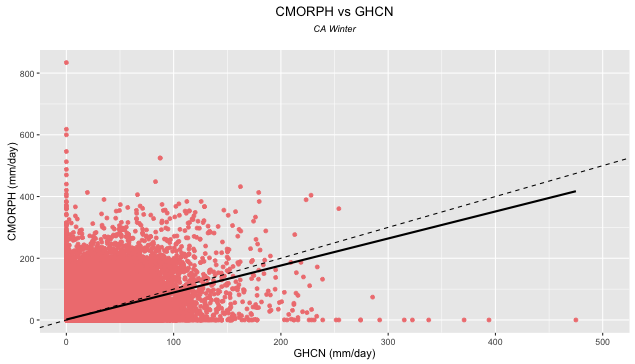 CMORPH vs GHCN
CA Winter
CMORPH (mm/day)
800
600
400
200
0
0 100 200 300 400 500
GHCN (mm/day)